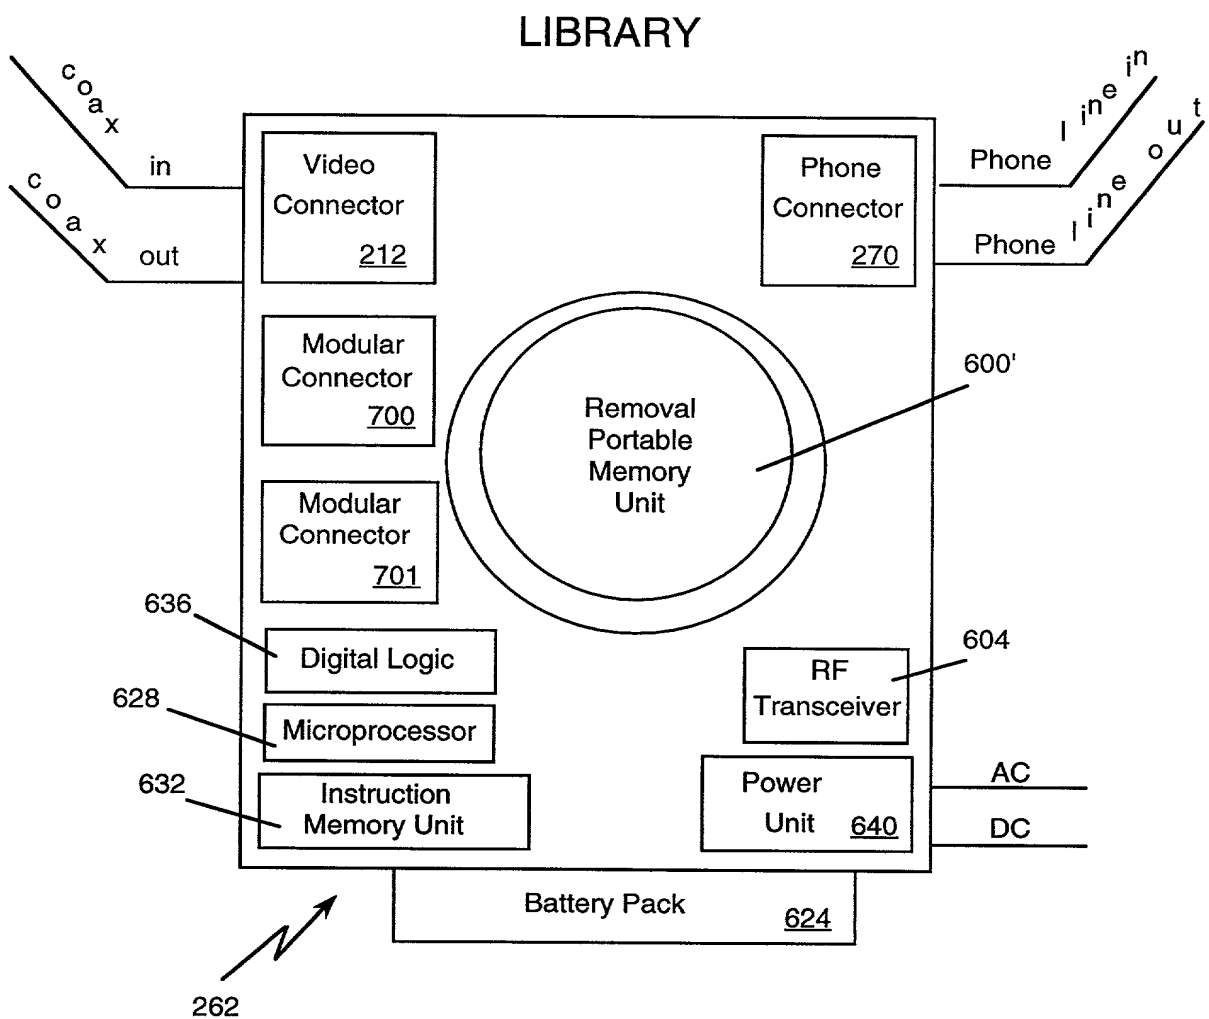 LIBRARY
coax
in
coax
out
Phone line in
Phone line out
Video
Connector
212
Phone
Connector
270
Modular
Connector
700
600'
Removal
Portable
Memory
Unit
Modular
Connector
701
636
Digital Logic
604
RF
Transceiver
628
Microprocessor
632
Instruction
Memory Unit
Power
Unit 640
AC
DC
Battery Pack
624
262